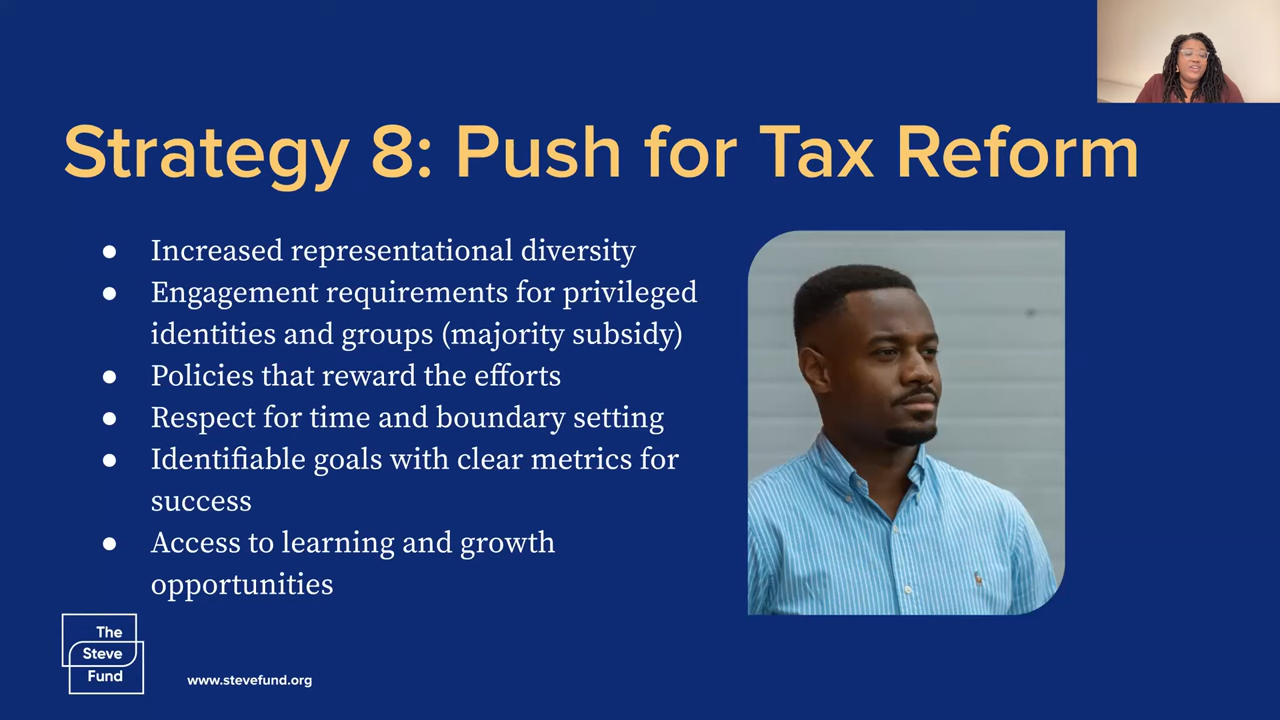 Strategy 8: Push for Tax Reform
● Increased representational diversity
● Engagement requirements for privileged
identities and groups (majority subsidy)
● Policies that reward the efforts
● Respect for time and boundary setting
● Identifiable goals with clear metrics for
success
● Access to learning and growth
opportunities
The
Steve
Fund
www.stevefund.org